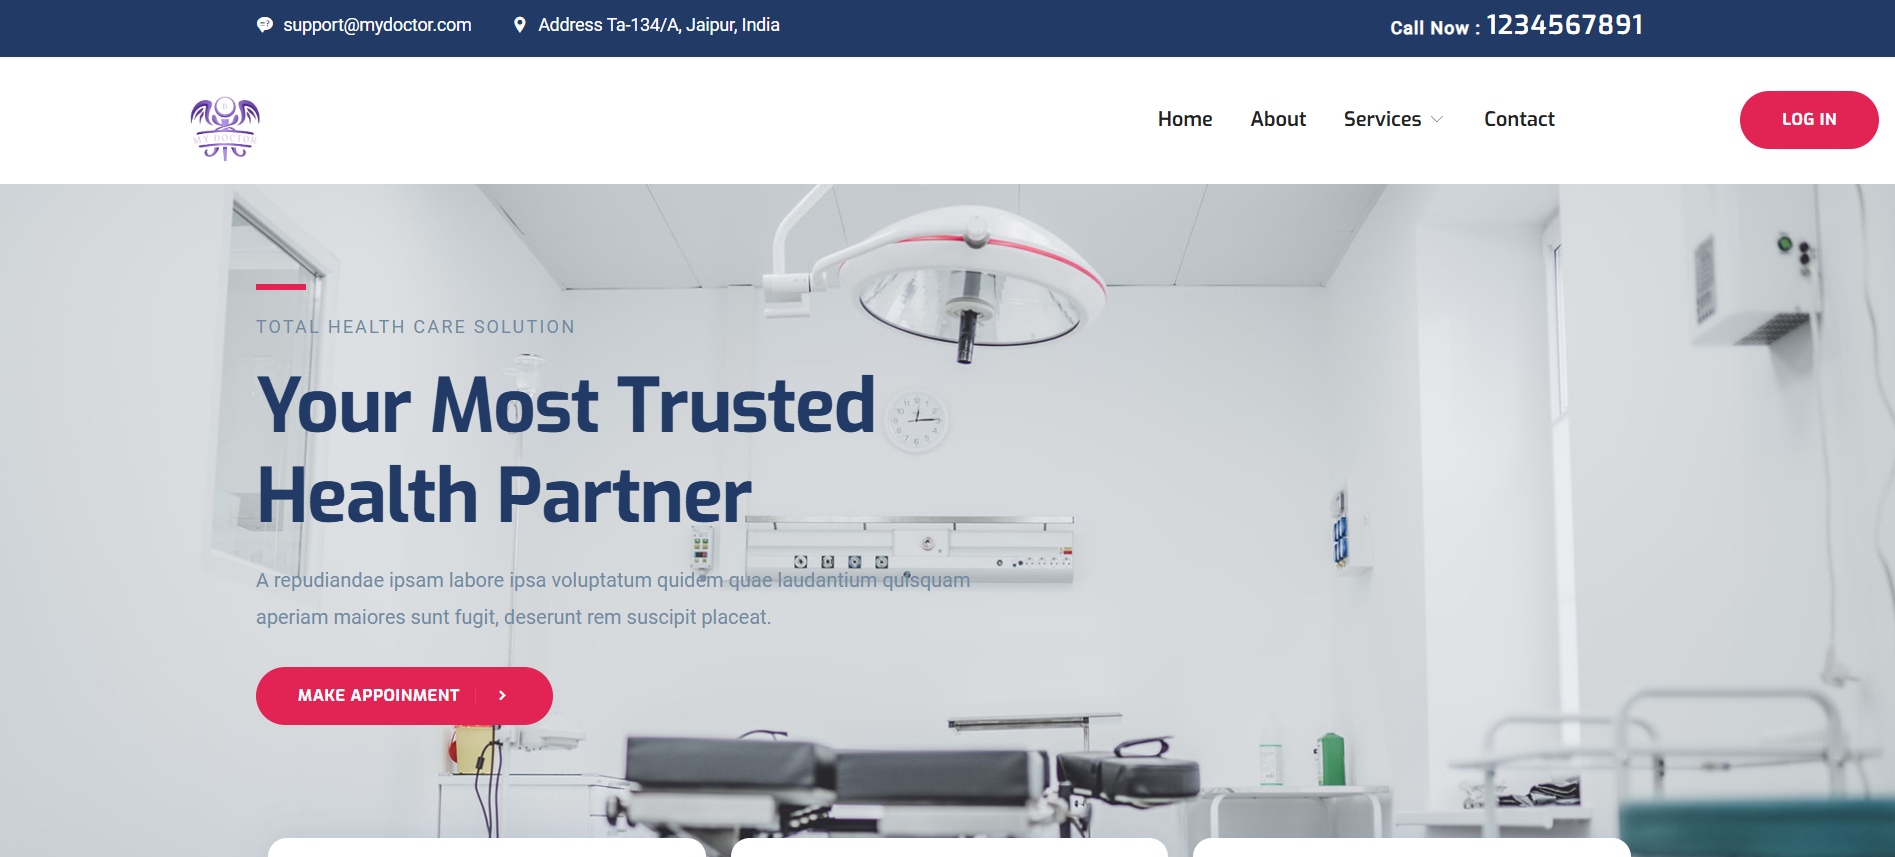 support@mydoctor.com
Address Ta-134/A, Jaipur, India
Call Now : 1234567891
MY DOCTOR
Home
About
Services
Contact
LOG IN
TOTAL HEALTH CARE SOLUTION
Your Most Trusted
Health Partner
A repudiandae ipsam labore ipsa voluptatum quidem quae laudantium quisquam
aperiam maiores sunt fugit, deserunt rem suscipit placeat.
MAKE APPOINMENT